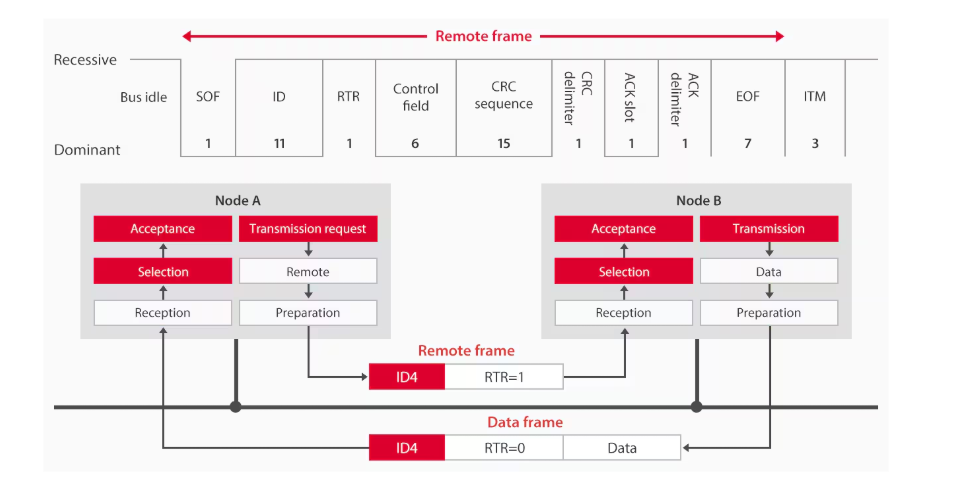 Remote frame
Recessive
Bus idle
SOF
ID
RTR
Control
field
CRC
sequence
CRC
delimiter
ACK slot
ACK
delimiter
EOF
ITM
Dominant
1
11
1
6
15
1
1
1
7
3
Node A
Acceptance
Transmission request
Selection
Remote
Reception
Preparation
Node B
Acceptance
Transmission
Selection
Data
Reception
Preparation
Remote frame
ID4
RTR=1
Data frame
ID4
RTR=0
Data